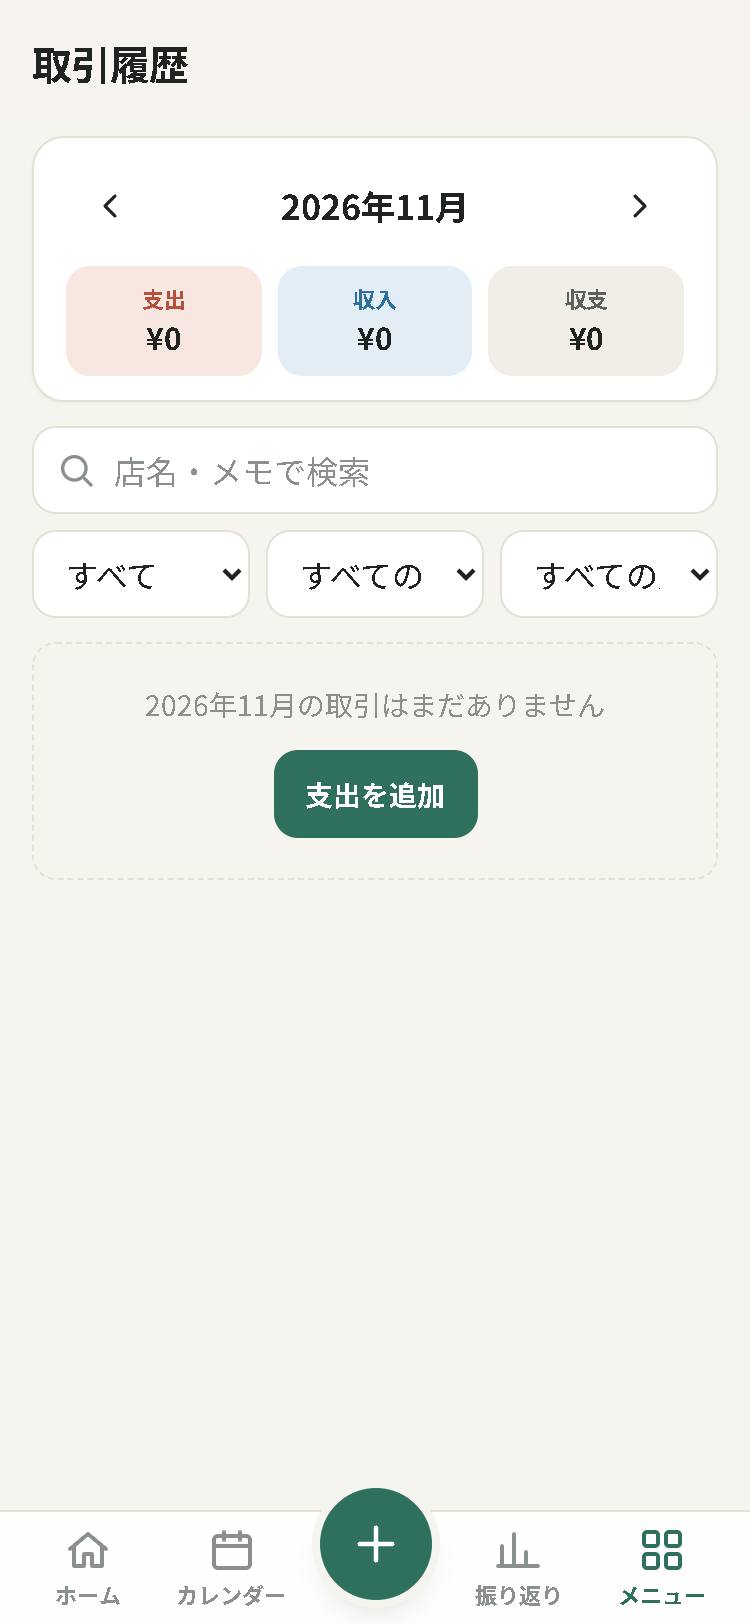 取引履歴
2026年11月
支出 収入 収支
¥0 ¥0 ¥0
店名・メモで検索
すべて すべての すべての
2026年11月の取引はまだありません
支出を追加
ホーム カレンダー 振り返り メニュー